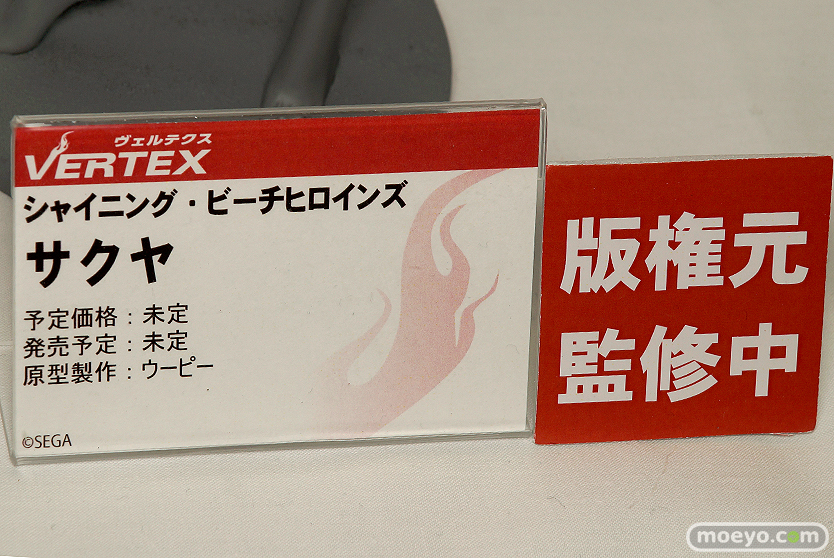 ヴェルテクス
VERTEX
シャイニング・ビーチヒロインズ
サクヤ
予定価格：未定
発売予定：未定
原型製作：ウーピー
©SEGA
版権元
監修中
moeyo.com